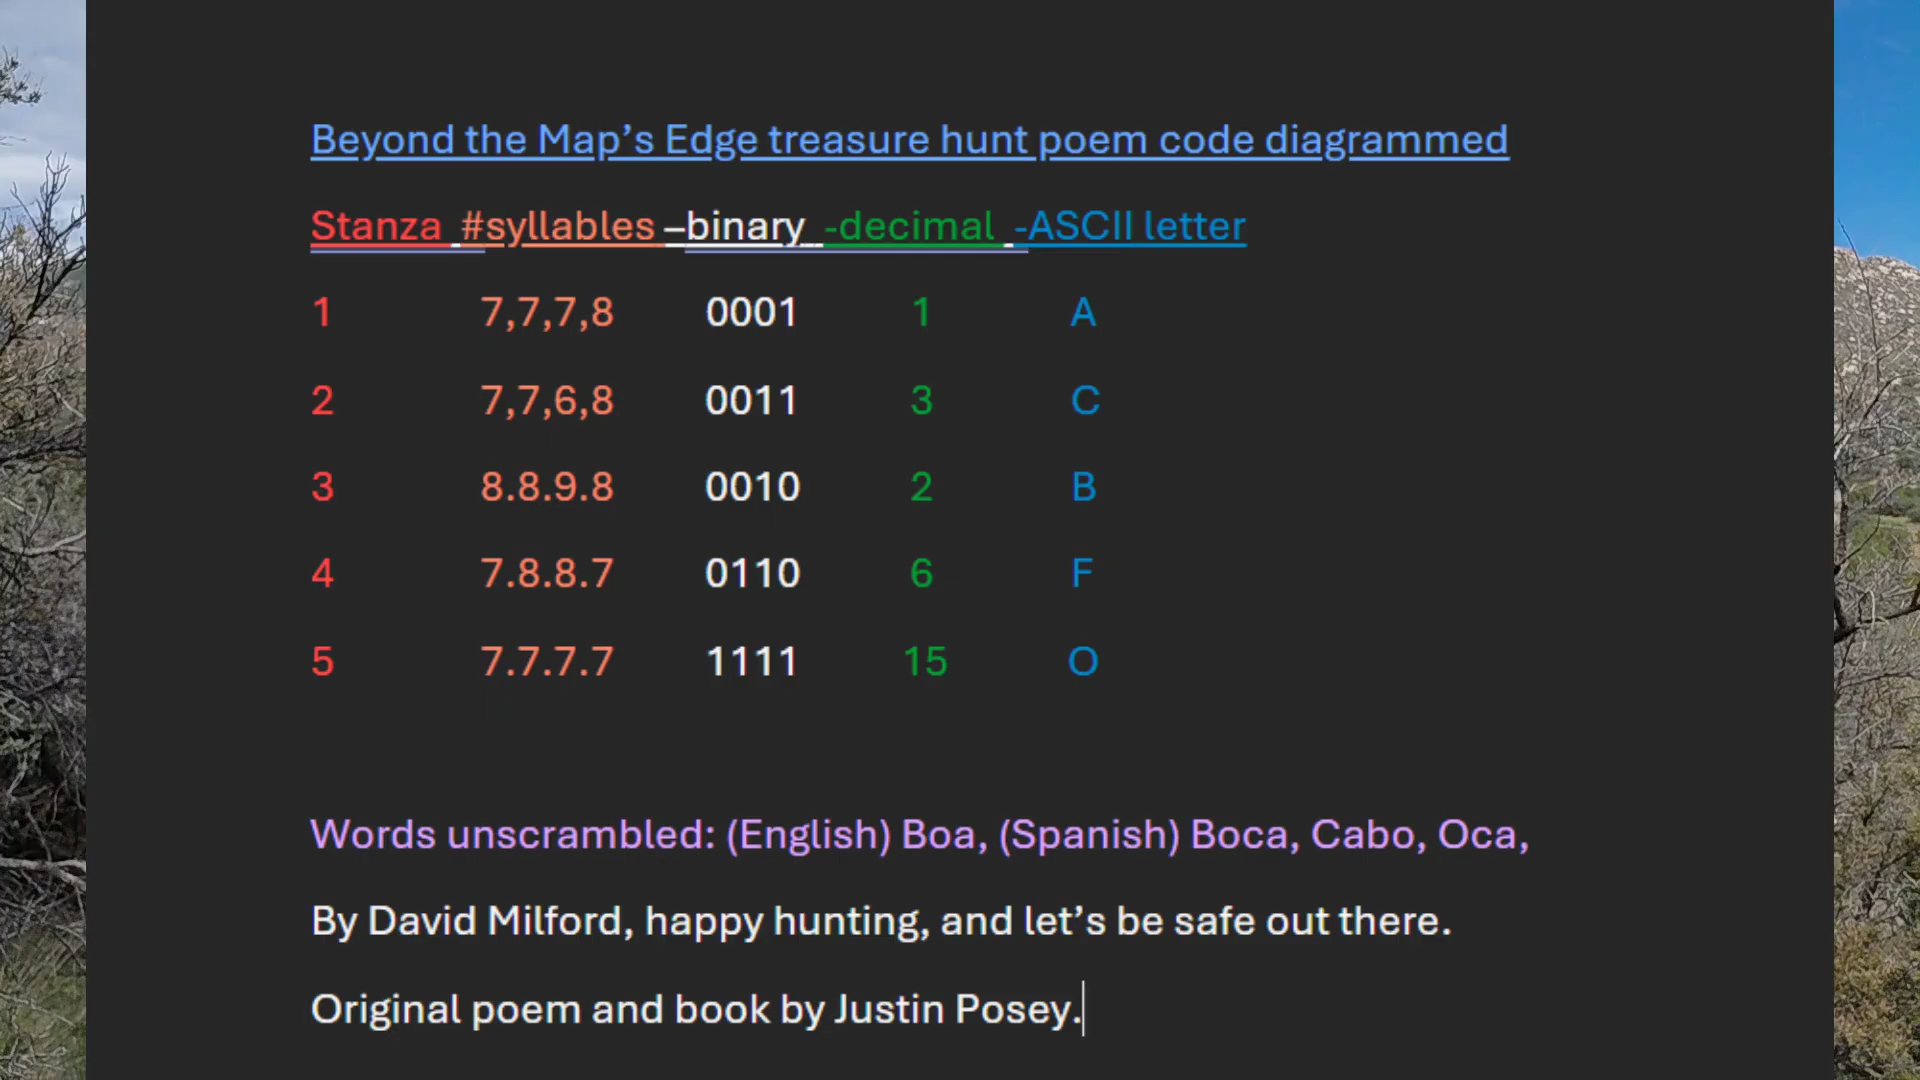 Beyond the Map’s Edge treasure hunt poem code diagrammed
Stanza #syllables –binary -decimal -ASCII letter
1 7,7,7,8 0001 1 A
2 7,7,6,8 0011 3 C
3 8.8.9.8 0010 2 B
4 7.8.8.7 0110 6 F
5 7.7.7.7 1111 15 O
Words unscrambled: (English) Boa, (Spanish) Boca, Cabo, Oca,
By David Milford, happy hunting, and let’s be safe out there.
Original poem and book by Justin Posey.